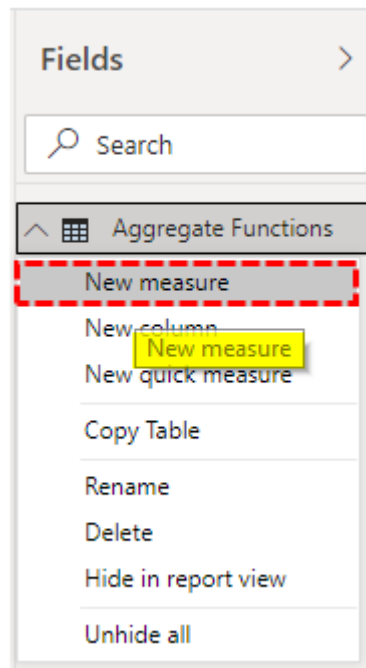 Fields
Search
Aggregate Functions
New measure
New column
New measure
New quick measure
Copy Table
Rename
Delete
Hide in report view
Unhide all